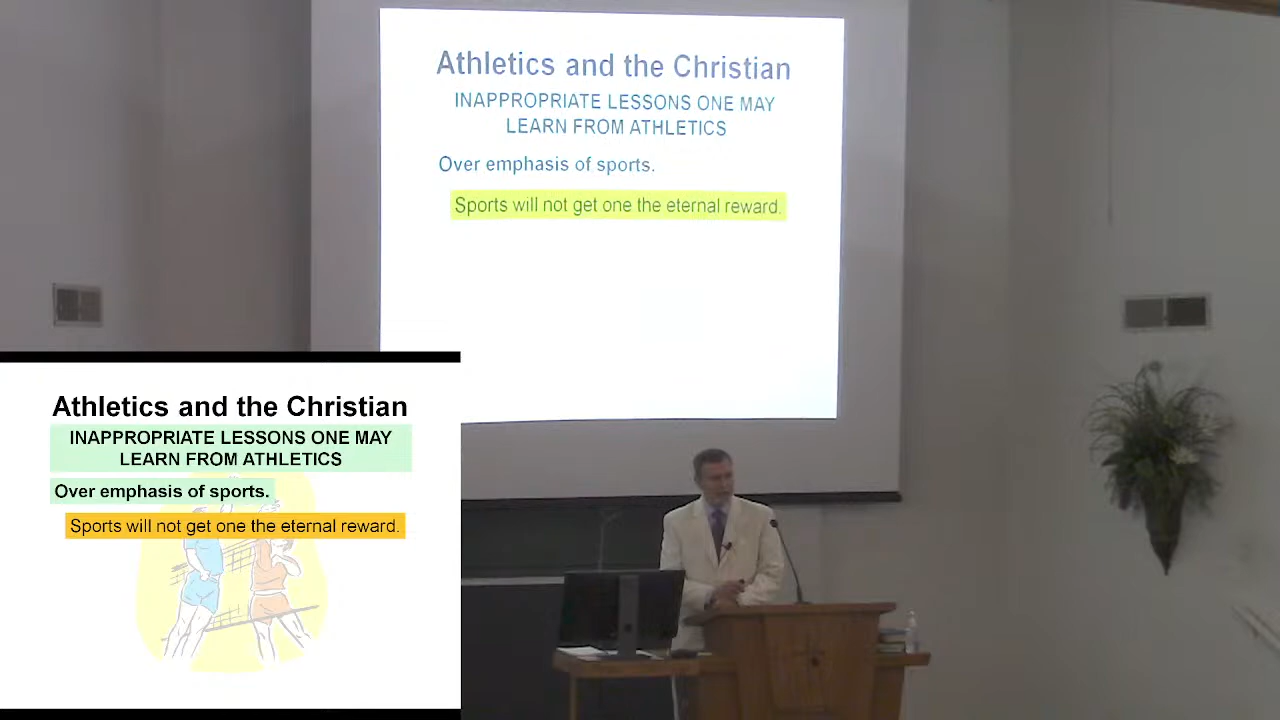 Athletics and the Christian
INAPPROPRIATE LESSONS ONE MAY
LEARN FROM ATHLETICS
Over emphasis of sports.
Sports will not get one the eternal reward.
Athletics and the Christian
INAPPROPRIATE LESSONS ONE MAY
LEARN FROM ATHLETICS
Over emphasis of sports.
Sports will not get one the eternal reward.